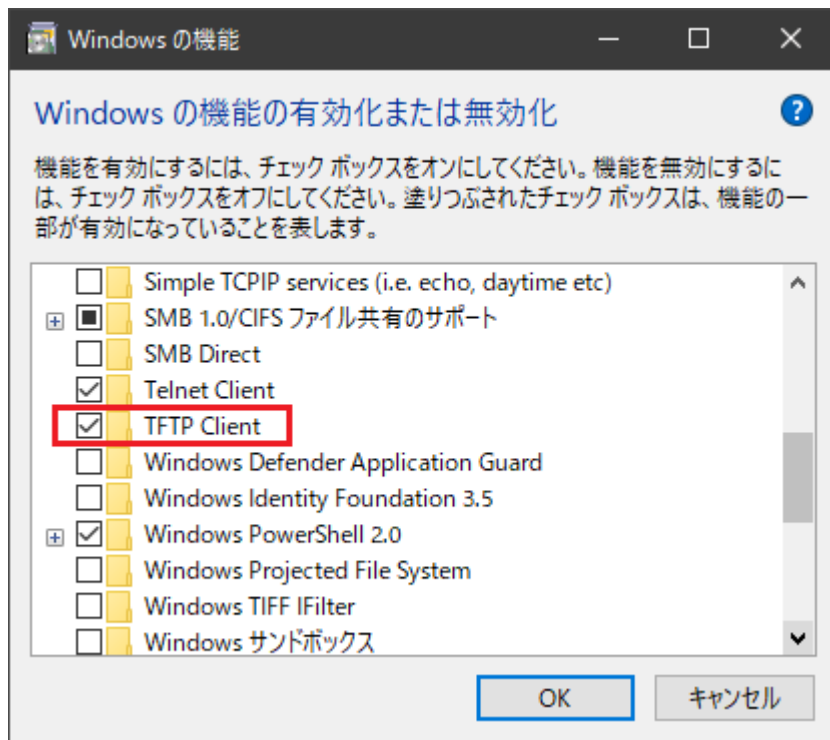 Windows の機能
Windows の機能の有効化または無効化
機能を有効にするには、チェック ボックスをオンにしてください。機能を無効にするに
は、チェック ボックスをオフにしてください。塗りつぶされたチェック ボックスは、機能の一
部が有効になっていることを表します。
Simple TCPIP services (i.e. echo, daytime etc)
SMB 1.0/CIFS ファイル共有のサポート
SMB Direct
Telnet Client
TFTP Client
Windows Defender Application Guard
Windows Identity Foundation 3.5
Windows PowerShell 2.0
Windows Projected File System
Windows TIFF IFilter
Windows サンドボックス
OK キャンセル